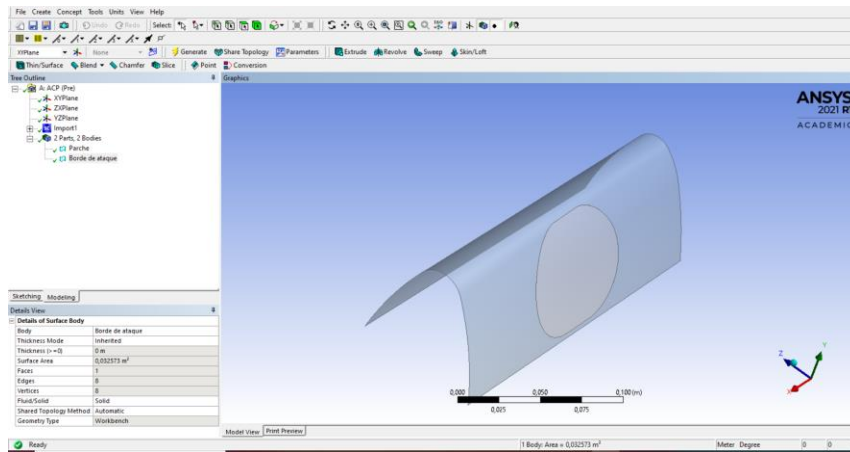 File Create Concept Tools Units View Help
Undo Redo Select:
XYPlane None Generate Share Topology Parameters Extrude Revolve Sweep Skin/Loft
Thin/Surface Blend Chamfer Slice Point Conversion
Tree Outline
A: ACP (Pre)
XYPlane
ZXPlane
YZPlane
Import1
2 Parts, 2 Bodies
Parche
Borde de ataque
Sketching Modeling
Details View
Details of Surface Body
Body Borde de ataque
Thickness Mode Inherited
Thickness (>=0) 0 m
Surface Area 0,032573 m²
Faces 1
Edges 8
Vertices 8
Fluid/Solid Solid
Shared Topology Method Automatic
Geometry Type Workbench
Graphics
ANSYS
2021 R
ACADEMIC
0,000 0,050 0,100 (m)
0,025 0,075
Z Y X
Model View Print Preview
Ready 1 Body: Area = 0,032573 m² Meter Degree 0 0